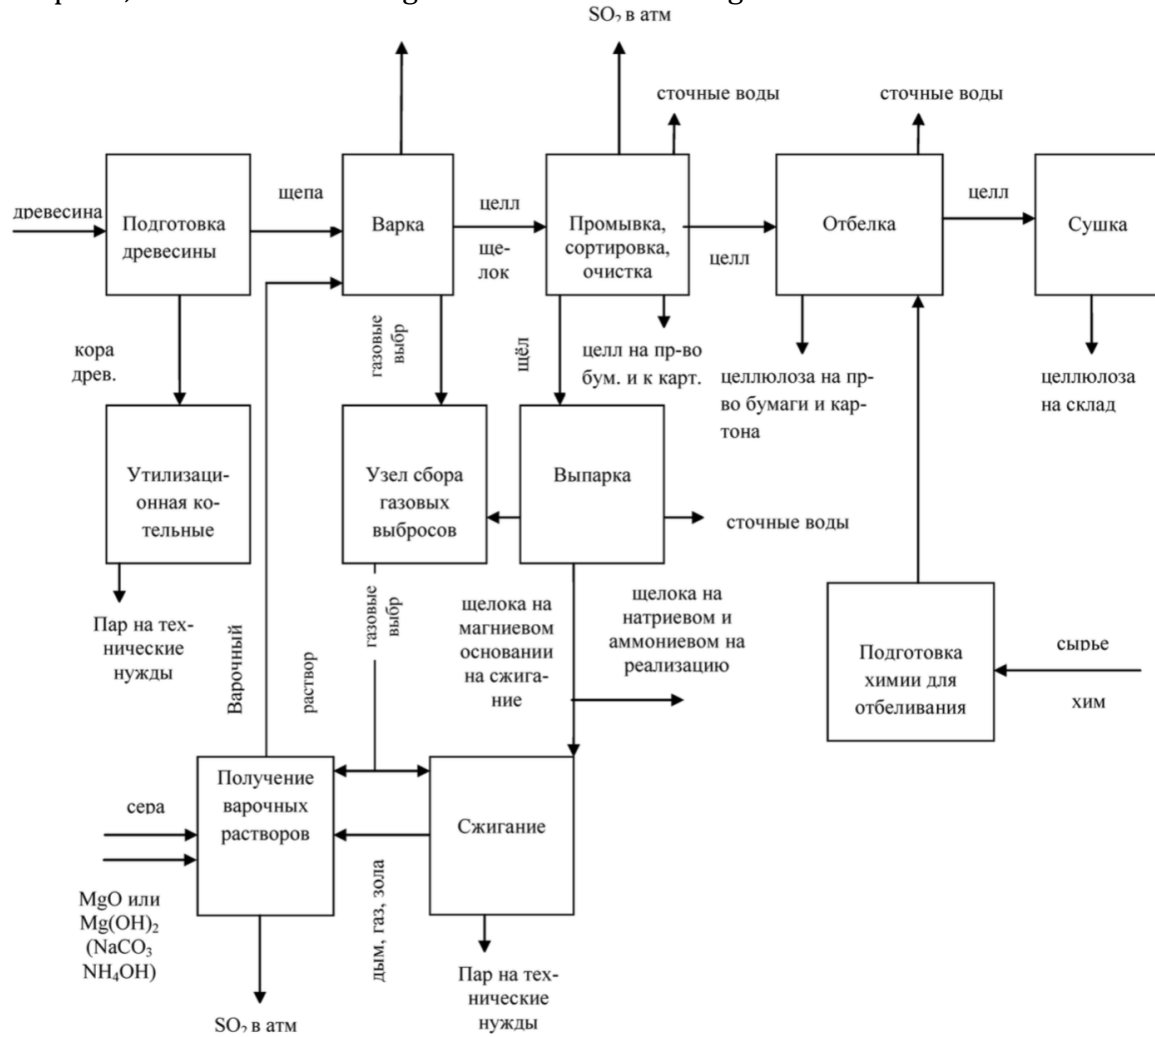 SO₂ в атм
сточные воды
сточные воды
древесина
Подготовка
древесины
щепа
Варка
целл
ще-
лок
Промывка,
сортировка,
очистка
целл
Отбелка
целл
Сушка
кора
древ.
газовые
выбр
щёл
целл на пр-во
бум. и к карт.
целлюлоза на пр-
во бумаги и кар-
тона
целлюлоза
на склад
Утилизаци-
онная ко-
тельные
Узел сбора
газовых
выбросов
Выпарка
сточные воды
Пар на тех-
нические
нужды
Варочный
раствор
газовые
выбр
щелока на
магниевом
основании
на сжига-
ние
щелока на
натриевом и
аммониевом на
реализацию
Подготовка
химии для
отбеливания
сырье
хим
Получение
варочных
растворов
Сжигание
сера
MgO или
Mg(OH)₂
(NaCO₃
NH₄OH)
дым, газ, зола
Пар на тех-
нические
нужды
SO₂ в атм